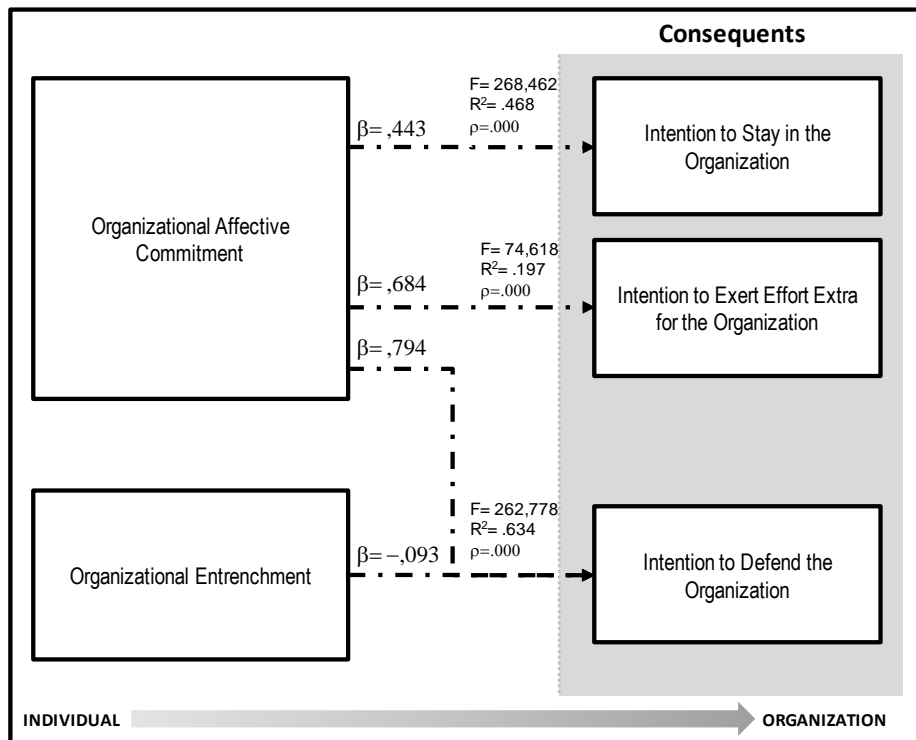 Consequents
F= 268,462
R²= .468
ρ=.000
β= ,443
Intention to Stay in the
Organization
Organizational Affective
Commitment
F= 74,618
R²= .197
ρ=.000
β= ,684
Intention to Exert Effort Extra
for the Organization
β= ,794
F= 262,778
R²= .634
ρ=.000
β= −,093
Organizational Entrenchment
Intention to Defend the
Organization
INDIVIDUAL
ORGANIZATION